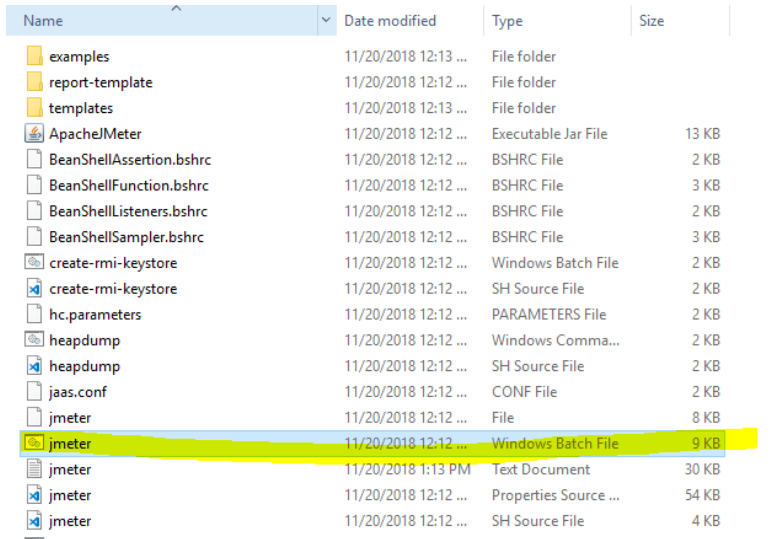 Name Date modified Type Size
examples 11/20/2018 12:13 ... File folder
report-template 11/20/2018 12:12 ... File folder
templates 11/20/2018 12:13 ... File folder
ApacheJMeter 11/20/2018 12:12 ... Executable Jar File 13 KB
BeanShellAssertion.bshrc 11/20/2018 12:12 ... BSHRC File 2 KB
BeanShellFunction.bshrc 11/20/2018 12:12 ... BSHRC File 3 KB
BeanShellListeners.bshrc 11/20/2018 12:12 ... BSHRC File 2 KB
BeanShellSampler.bshrc 11/20/2018 12:12 ... BSHRC File 3 KB
create-rmi-keystore 11/20/2018 12:12 ... Windows Batch File 2 KB
create-rmi-keystore 11/20/2018 12:12 ... SH Source File 2 KB
hc.parameters 11/20/2018 12:12 ... PARAMETERS File 2 KB
heapdump 11/20/2018 12:12 ... Windows Comma... 2 KB
heapdump 11/20/2018 12:12 ... SH Source File 2 KB
jaas.conf 11/20/2018 12:12 ... CONF File 2 KB
jmeter 11/20/2018 12:12 ... File 8 KB
jmeter 11/20/2018 12:12 ... Windows Batch File 9 KB
jmeter 11/20/2018 1:13 PM Text Document 30 KB
jmeter 11/20/2018 12:12 ... Properties Source ... 54 KB
jmeter 11/20/2018 12:12 ... SH Source File 4 KB